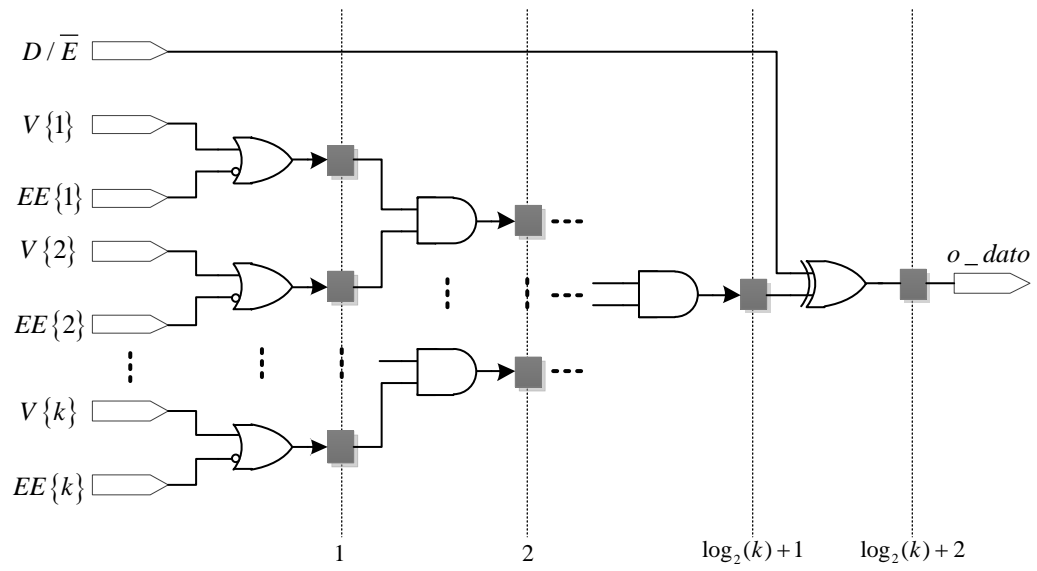 D / E̅
V{1}
EE{1}
V{2}
EE{2}
V{k}
EE{k}
o_dato
1
2
log₂(k)+1
log₂(k)+2